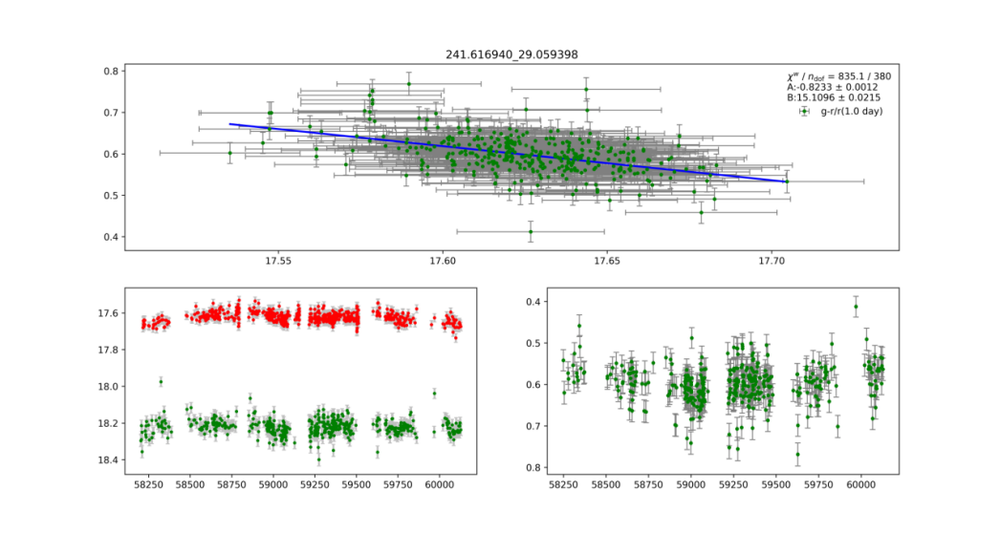 241.616940_29.059398
χʷ / n_dof = 835.1 / 380
A:-0.8233 ± 0.0012
B:15.1096 ± 0.0215
g-r/r(1.0 day)
0.8
0.7
0.6
0.5
0.4
17.55 17.60 17.65 17.70
17.6
17.8
18.0
18.2
18.4
58250 58500 58750 59000 59250 59500 59750 60000
0.4
0.5
0.6
0.7
0.8
58250 58500 58750 59000 59250 59500 59750 60000